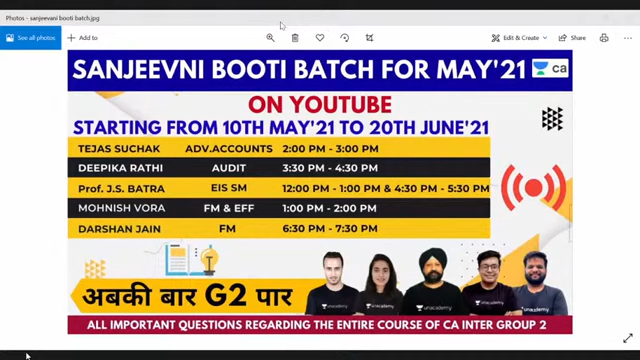 Photos - sanjeevani booti batch.jpg
See all photos + Add to Edit & Create Share
SANJEEVNI BOOTI BATCH FOR MAY'21 ca
ON YOUTUBE
STARTING FROM 10TH MAY'21 TO 20TH JUNE'21
TEJAS SUCHAK ADV.ACCOUNTS 2:00 PM - 3:00 PM
DEEPIKA RATHI AUDIT 3:30 PM - 4:30 PM
Prof. J.S. BATRA EIS SM 12:00 PM - 1:00 PM & 4:30 PM - 5:30 PM
MOHNISH VORA FM & EFF 1:00 PM - 2:00 PM
DARSHAN JAIN FM 6:30 PM - 7:30 PM
अबकी बार G2 पार
unacademy unacademy unacademy unacademy unacademy
ALL IMPORTANT QUESTIONS REGARDING THE ENTIRE COURSE OF CA INTER GROUP 2